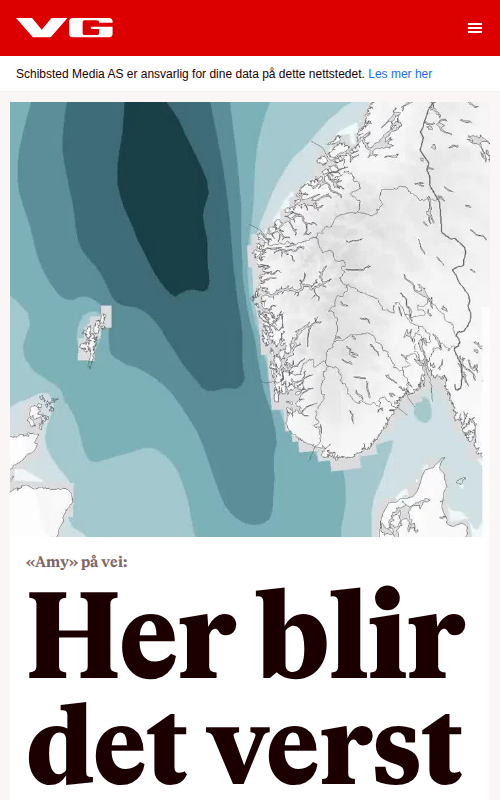 VG
Schibsted Media AS er ansvarlig for dine data på dette nettstedet. Les mer her
«Amy» på vei:
Her blir
det verst